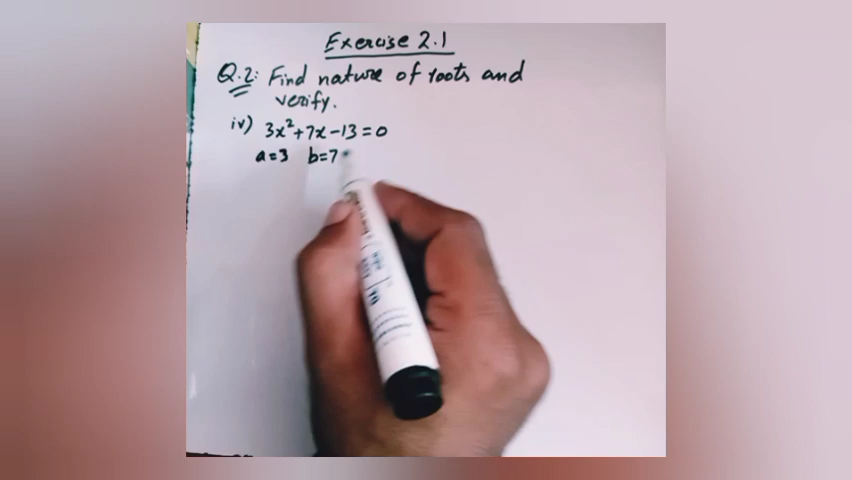 Exercise 2.1
Q.2: Find nature of roots and
verify.
iv) 3x²+7x-13=0
a=3 b=7